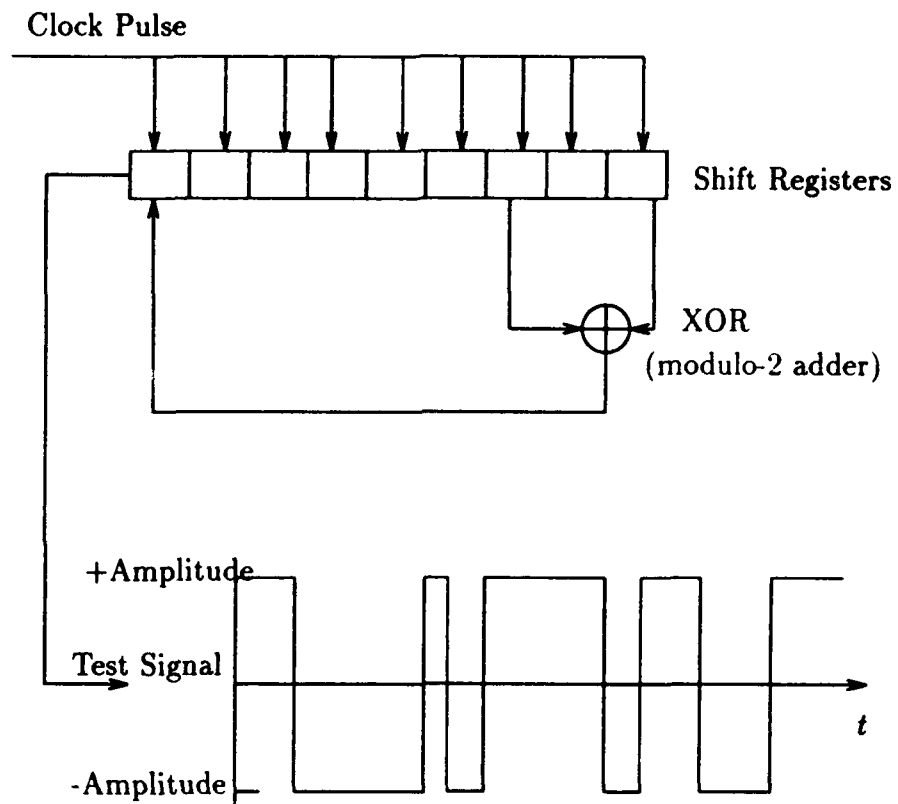 Clock Pulse
Shift Registers
XOR
(modulo-2 adder)
+Amplitude
Test Signal
t
-Amplitude